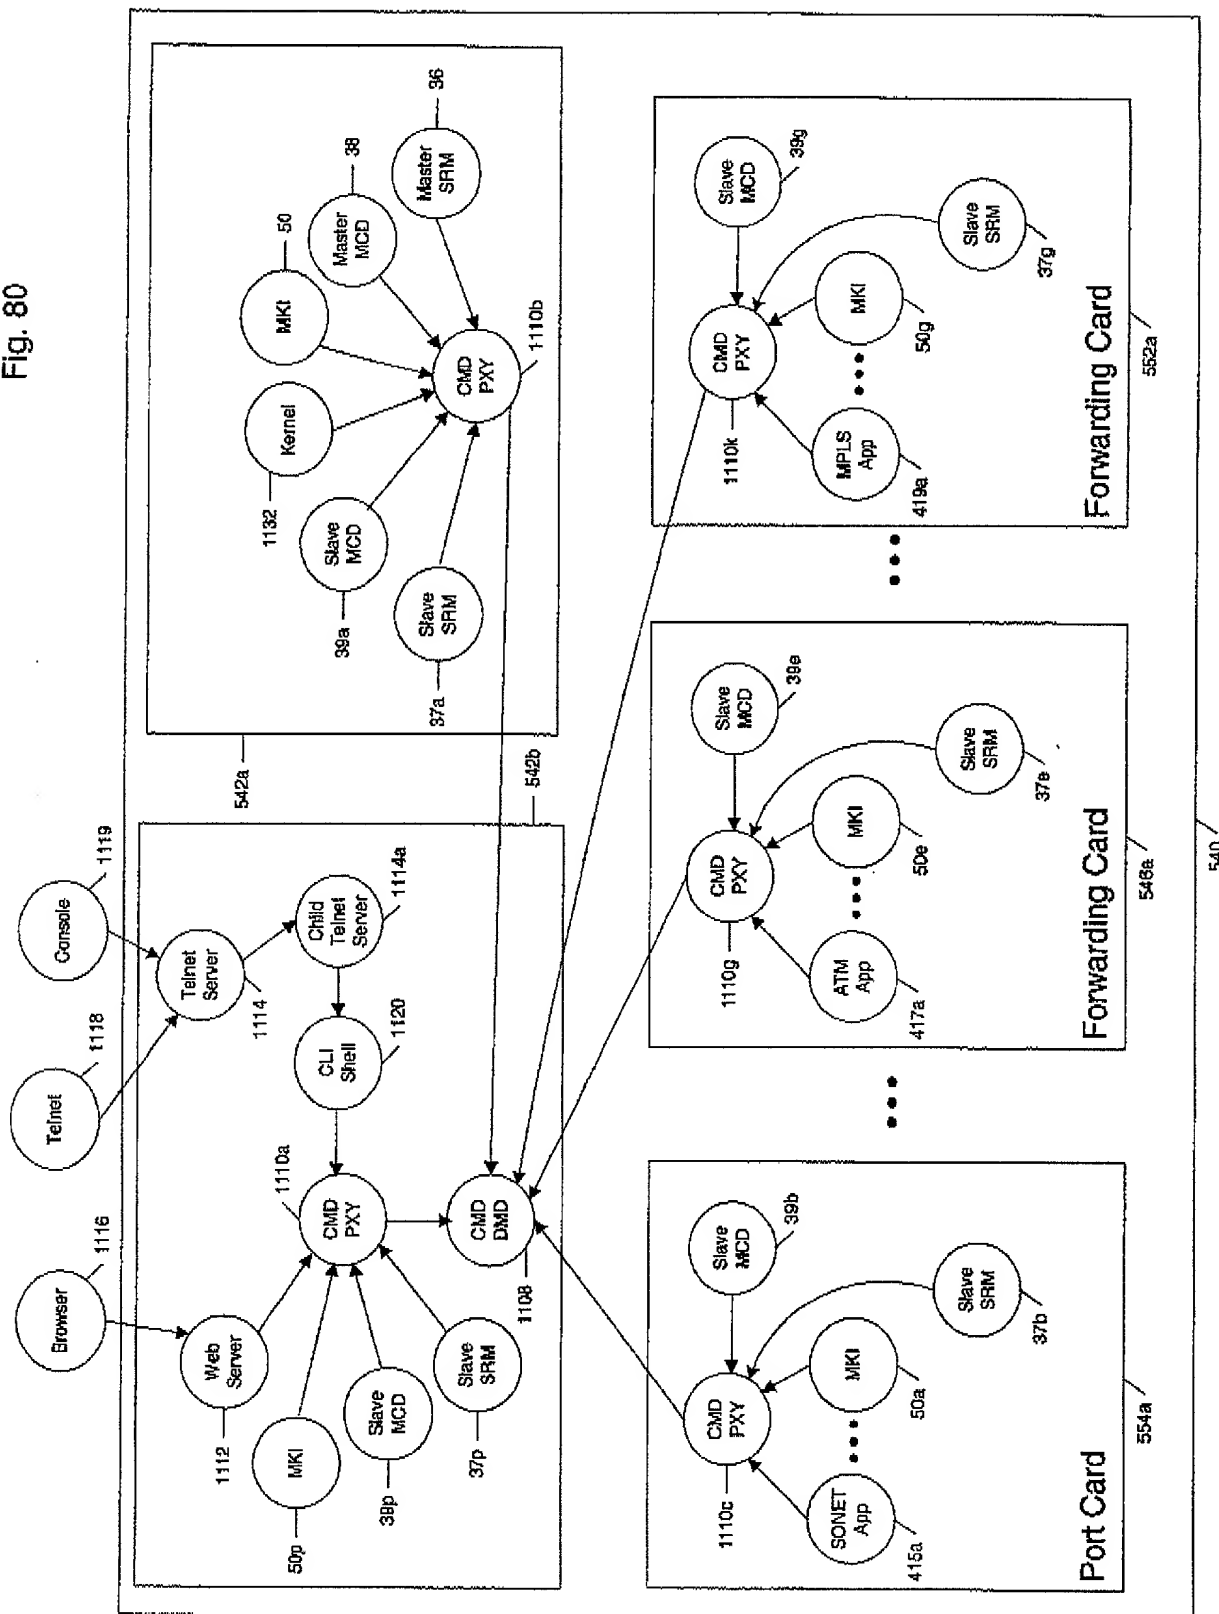 Fig. 80
Browser
1116
Telnet
1118
Console
1119
Web
Server
1112
MKI
50p
Slave
MCD
39p
Slave
SRM
37p
CMD
PXY
1110a
CMD
DMD
1108
CLI
Shell
1120
Telnet
Server
1114
Child
Telnet
Server
1114a
542b
542a
Slave
SRM
37a
Slave
MCD
39a
Kernel
1132
MKI
50
Master
MCD
38
Master
SRM
36
CMD
PXY
1110b
SONET
App
415a
MKI
50a
Slave
MCD
39b
Slave
SRM
37b
CMD
PXY
1110c
Port Card
554a
ATM
App
417a
MKI
50e
Slave
MCD
39e
Slave
SRM
37e
CMD
PXY
1110g
Forwarding Card
546a
MPLS
App
419a
MKI
50g
Slave
MCD
39g
Slave
SRM
37g
CMD
PXY
1110k
Forwarding Card
552a
540